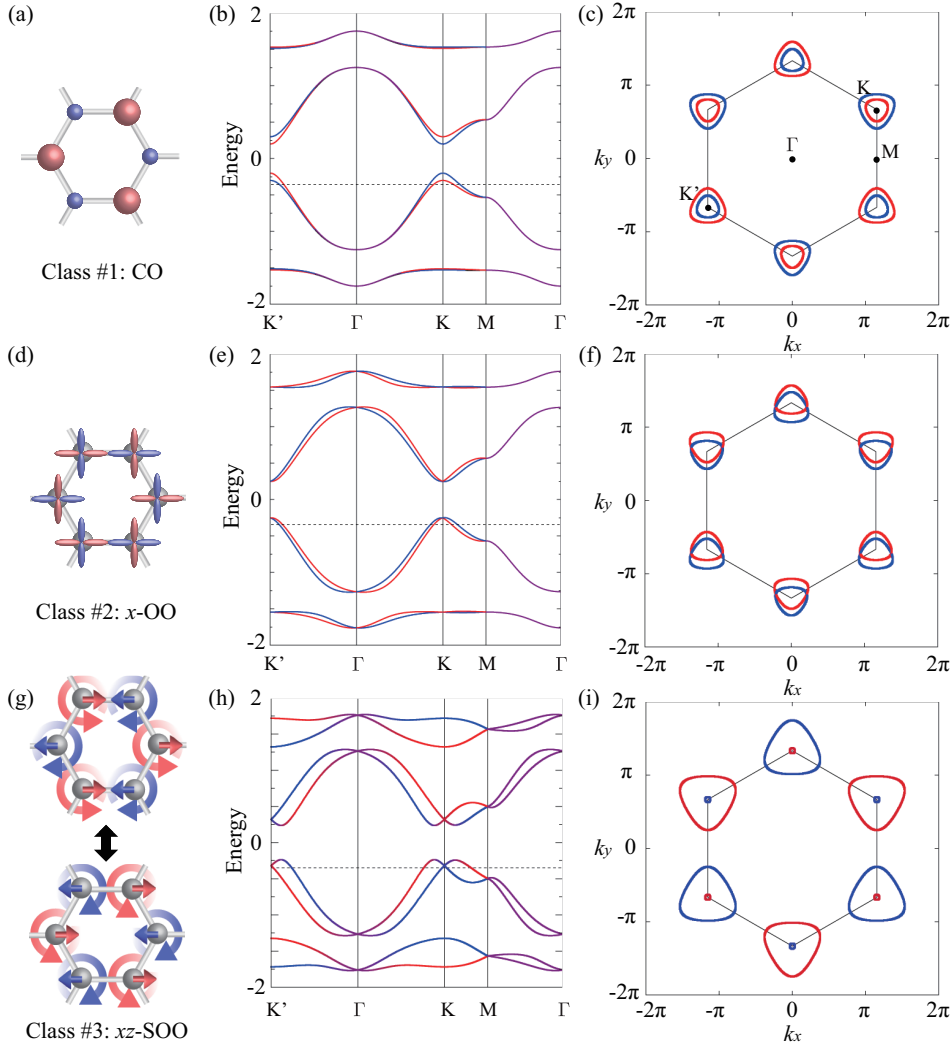 (a)
Class #1: CO
(b)
Energy
2
0
-2
K'
Γ
K
M
Γ
(c)
2π
π
ky
0
-π
-2π
K
Γ
M
K'
-2π
-π
0
π
2π
kx
(d)
Class #2: x-OO
(e)
Energy
2
0
-2
K'
Γ
K
M
Γ
(f)
2π
π
ky
0
-π
-2π
-2π
-π
0
π
2π
kx
(g)
Class #3: xz-SOO
(h)
Energy
2
0
-2
K'
Γ
K
M
Γ
(i)
2π
π
ky
0
-π
-2π
-2π
-π
0
π
2π
kx